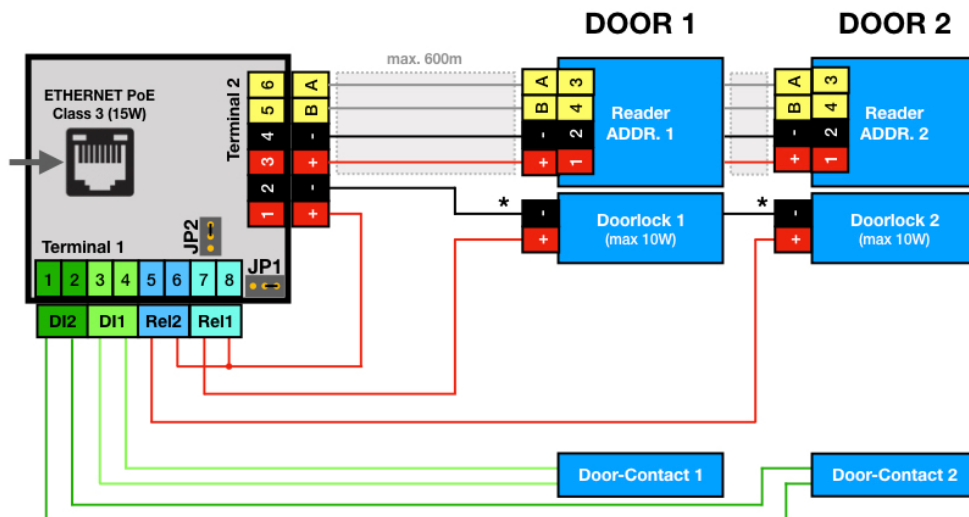 DOOR 1
DOOR 2
max. 600m
ETHERNET PoE
Class 3 (15W)
Terminal 2
6
A
5
B
4
-
3
+
2
-
1
+
A
3
B
4
-
2
+
1
Reader
ADDR. 1
A
3
B
4
-
2
+
1
Reader
ADDR. 2
*
-
+
Doorlock 1
(max 10W)
*
-
+
Doorlock 2
(max 10W)
JP2
Terminal 1
JP1
1
2
3
4
5
6
7
8
DI2
DI1
Rel2
Rel1
Door-Contact 1
Door-Contact 2